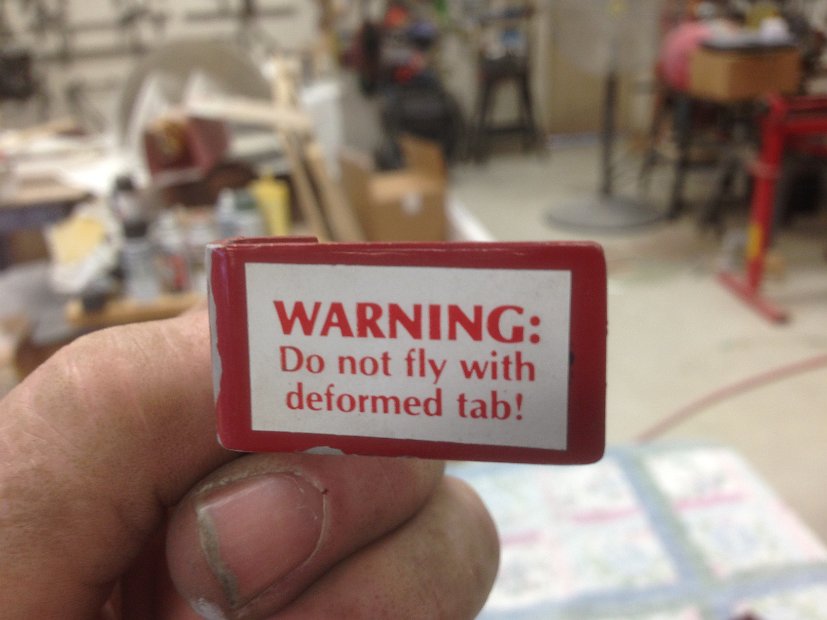 WARNING:
Do not fly with
deformed tab!